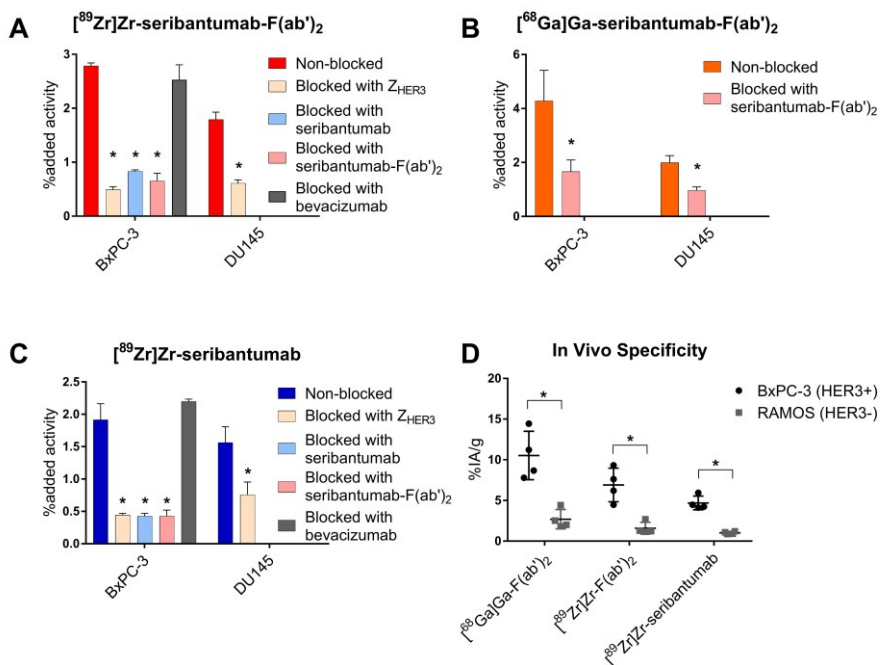 A
[⁸⁹Zr]Zr-seribantumab-F(ab')₂
%added activity
3
2
1
0
BxPC-3
DU145
Non-blocked
Blocked with Z_HER3
Blocked with
seribantumab
Blocked with
seribantumab-F(ab')₂
Blocked with
bevacizumab
* * *
*
B
[⁶⁸Ga]Ga-seribantumab-F(ab')₂
%added activity
6
4
2
0
BxPC-3
DU145
Non-blocked
Blocked with
seribantumab-F(ab')₂
*
*
C
[⁸⁹Zr]Zr-seribantumab
%added activity
2.5
2.0
1.5
1.0
0.5
0.0
BxPC-3
DU145
Non-blocked
Blocked with Z_HER3
Blocked with
seribantumab
Blocked with
seribantumab-F(ab')₂
Blocked with
bevacizumab
* * *
*
D
In Vivo Specificity
%IA/g
20
15
10
5
0
[⁶⁸Ga]Ga-F(ab')₂
[⁸⁹Zr]Zr-F(ab')₂
[⁸⁹Zr]Zr-seribantumab
BxPC-3 (HER3+)
RAMOS (HER3-)
*
*
*